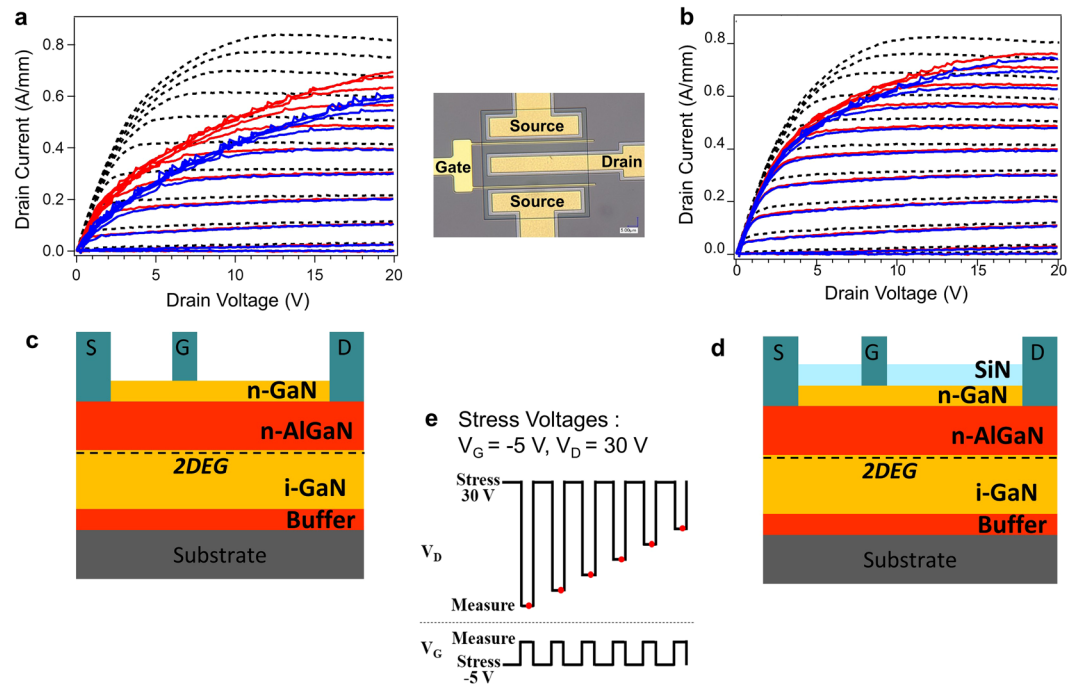 a
Drain Current (A/mm)
0.8
0.6
0.4
0.2
0.0
0
5
10
15
20
Drain Voltage (V)
Source
Gate
Drain
Source
5.00µm
b
Drain Current (A/mm)
0.8
0.6
0.4
0.2
0.0
0
5
10
15
20
Drain Voltage (V)
c
S
G
D
n-GaN
n-AlGaN
2DEG
i-GaN
Buffer
Substrate
e
Stress Voltages :
V_G = -5 V, V_D = 30 V
Stress
30 V
V_D
Measure
Measure
V_G
Stress
-5 V
d
S
G
D
SiN
n-GaN
n-AlGaN
2DEG
i-GaN
Buffer
Substrate